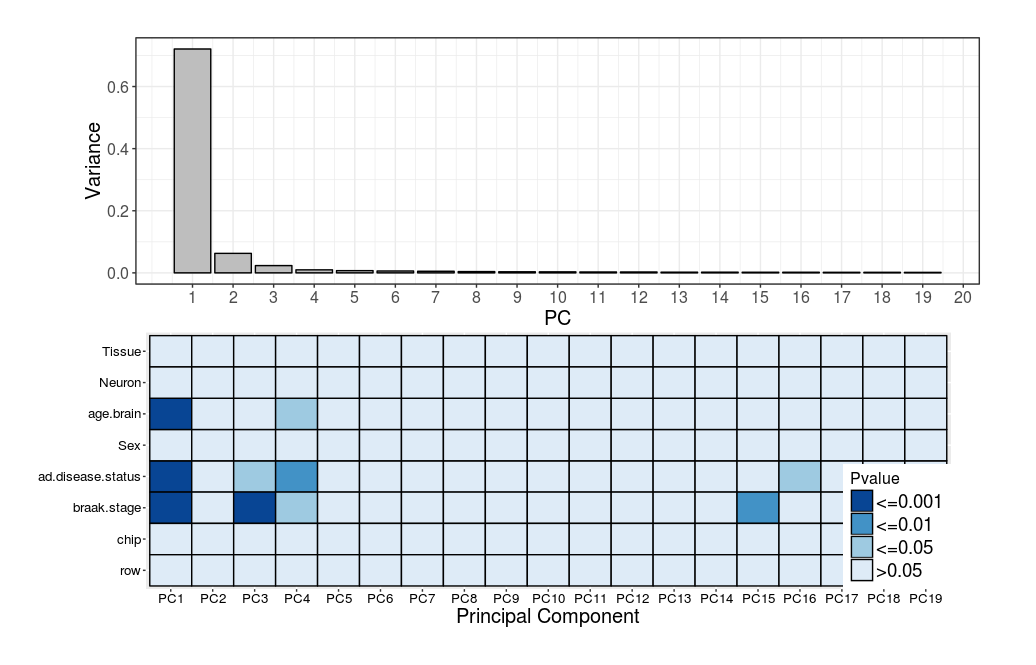 0.6
0.4
0.2
0.0
Variance
1 2 3 4 5 6 7 8 9 10 11 12 13 14 15 16 17 18 19 20
PC
Tissue
Neuron
age.brain
Sex
ad.disease.status
braak.stage
chip
row
Pvalue
<=0.001
<=0.01
<=0.05
>0.05
PC1 PC2 PC3 PC4 PC5 PC6 PC7 PC8 PC9 PC10 PC11 PC12 PC13 PC14 PC15 PC16 PC17 PC18 PC19
Principal Component